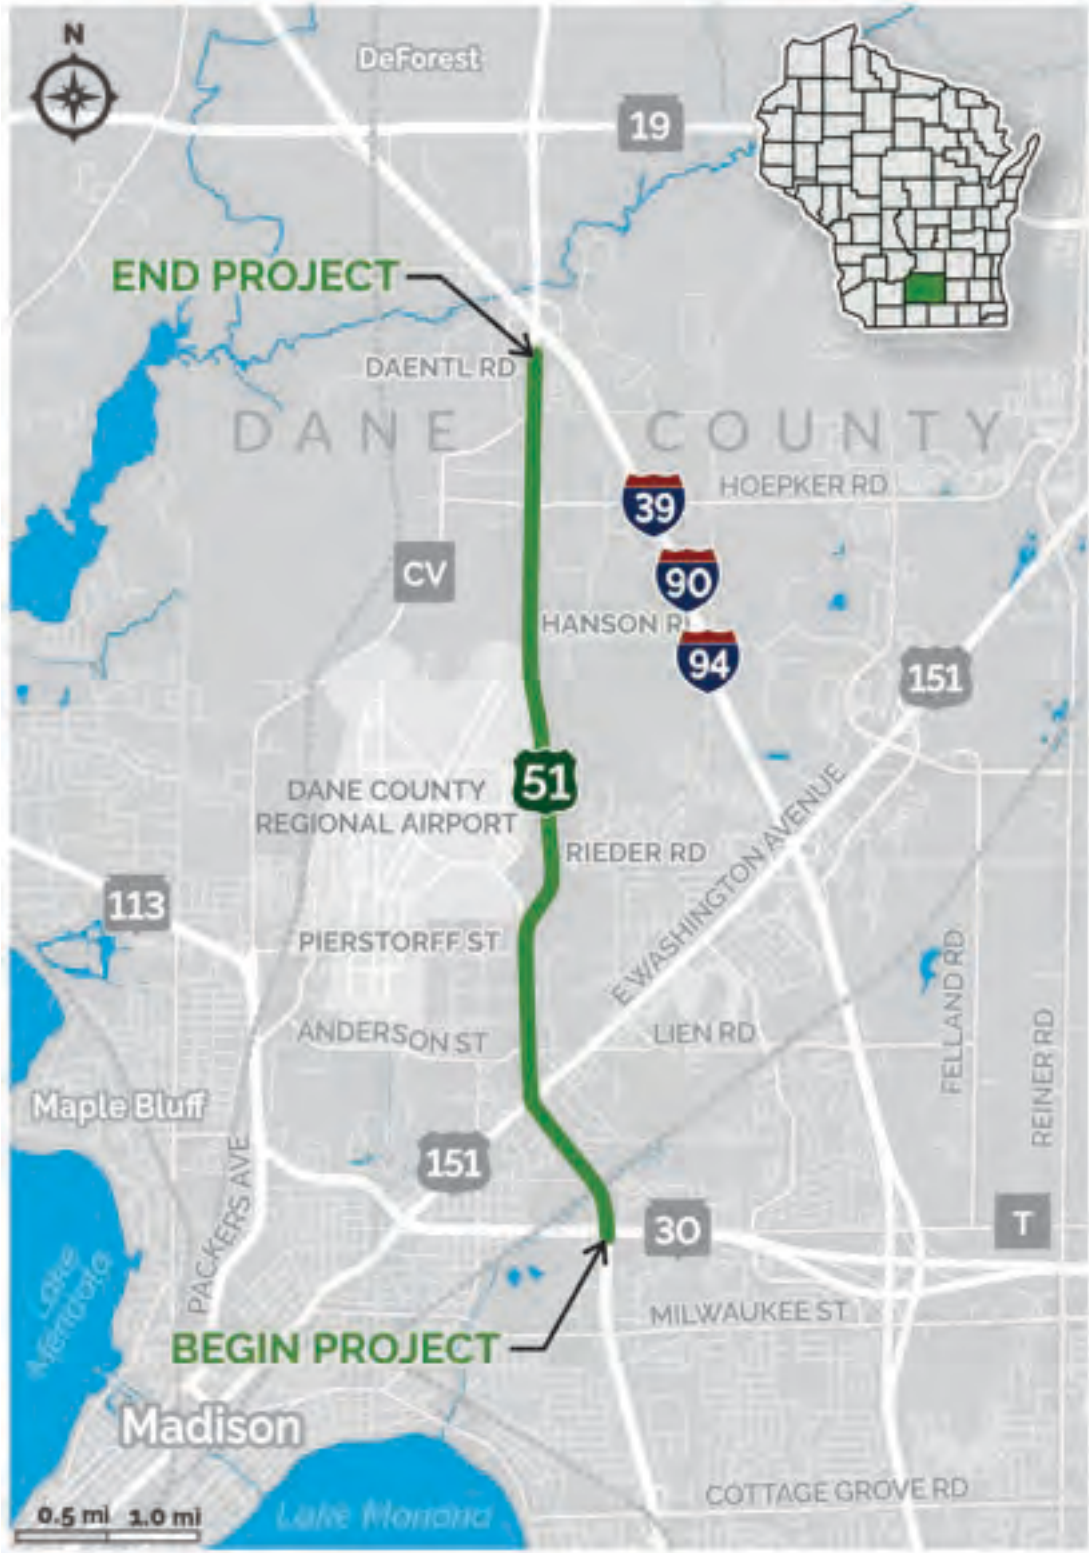 N
DeForest
19
END PROJECT
DAENTL RD
DANE COUNTY
HOEPKER RD
39
CV
90
HANSON R
94
151
51
DANE COUNTY
REGIONAL AIRPORT
E WASHINGTON AVENUE
RIEDER RD
113
PIERSTORFF ST
ANDERSON ST
LIEN RD
FELLAND RD
REINER RD
Maple Bluff
151
PACKERS AVE
30
T
Lake
Mendota
MILWAUKEE ST
BEGIN PROJECT
Madison
COTTAGE GROVE RD
0.5 mi 1.0 mi
Lake Monona